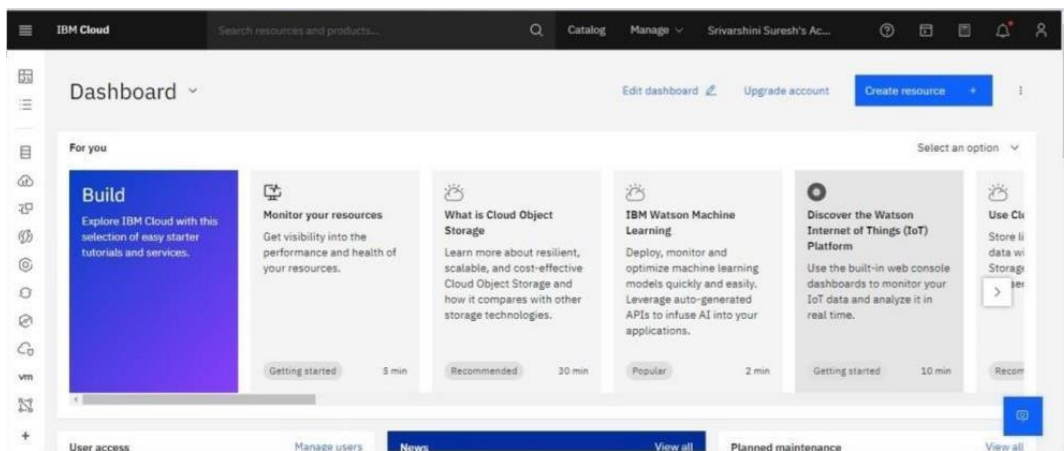 IBM Cloud
Search resources and products...
Catalog
Manage
Srivarshini Suresh's Ac...
Dashboard
Edit dashboard
Upgrade account
Create resource +
For you
Select an option
Build
Explore IBM Cloud with this
selection of easy starter
tutorials and services.
Monitor your resources
Get visibility into the
performance and health of
your resources.
Getting started
5 min
What is Cloud Object
Storage
Learn more about resilient,
scalable, and cost-effective
Cloud Object Storage and
how it compares with other
storage technologies.
Recommended
30 min
IBM Watson Machine
Learning
Deploy, monitor and
optimize machine learning
models quickly and easily.
Leverage auto-generated
APIs to infuse AI into your
applications.
Popular
2 min
Discover the Watson
Internet of Things (IoT)
Platform
Use the built-in web console
dashboards to monitor your
IoT data and analyze it in
real time.
Getting started
10 min
Use Clo
Store li
data wi
Storage
Recom
vm
User access
Manage users
News
View all
Planned maintenance
View all